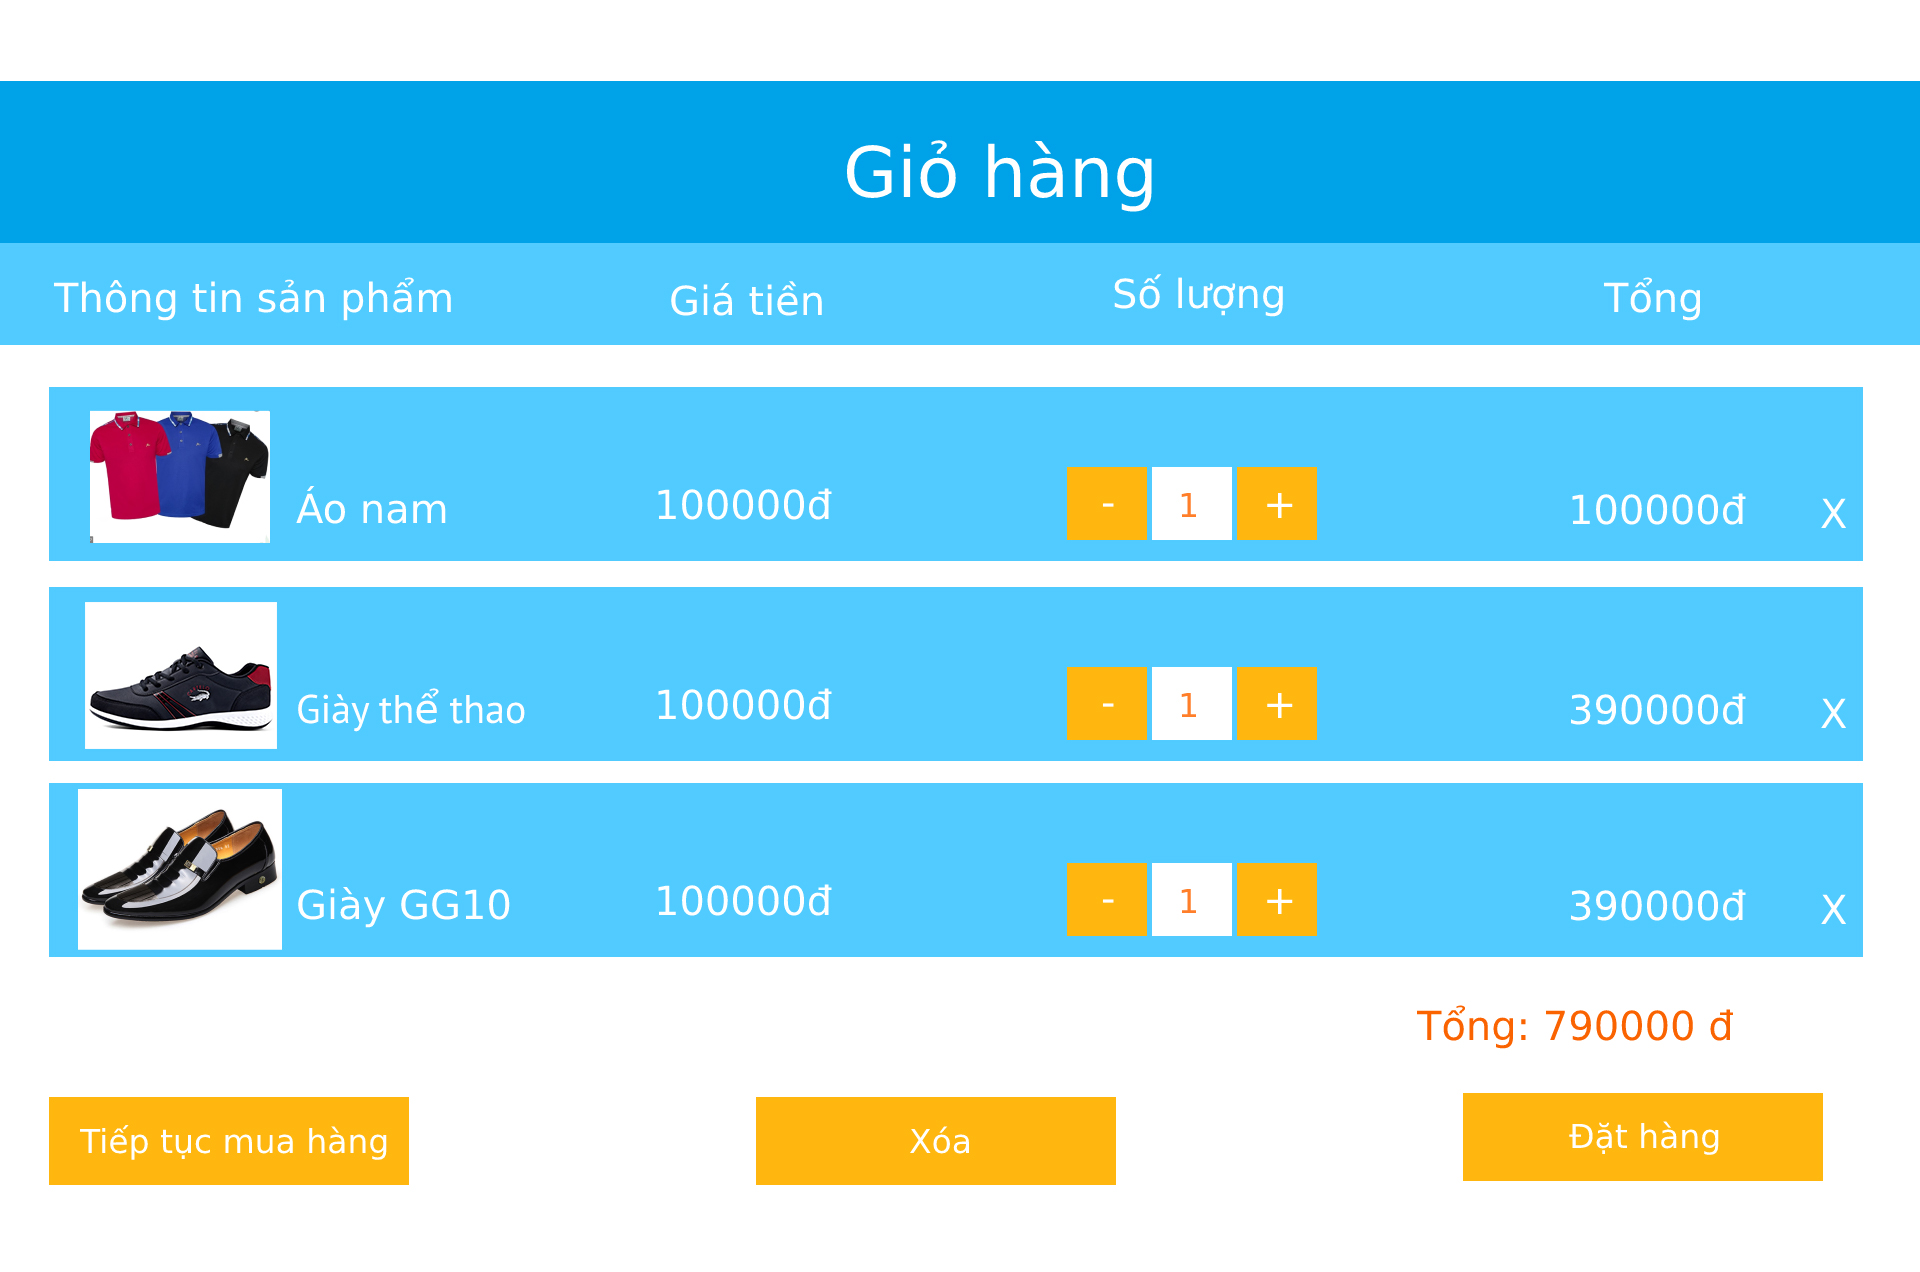 Giỏ hàng
Thông tin sản phẩm Giá tiền Số lượng Tổng
Áo nam 100000đ - 1 + 100000đ X
Giày thể thao 100000đ - 1 + 390000đ X
Giày GG10 100000đ - 1 + 390000đ X
Tổng: 790000 đ
Tiếp tục mua hàng Xóa Đặt hàng